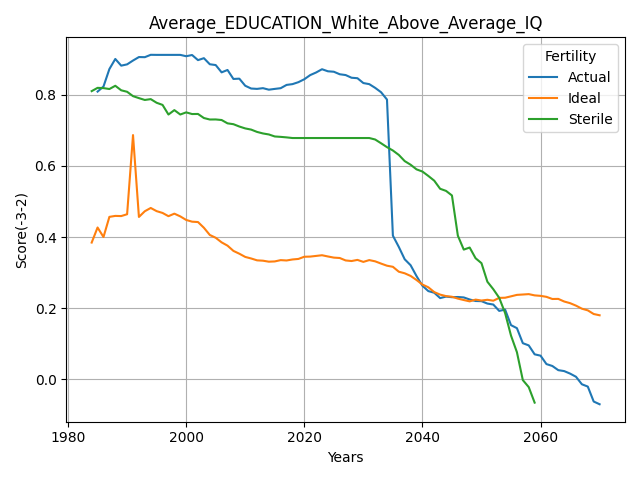 Average_EDUCATION_White_Above_Average_IQ
Fertility
Actual
Ideal
Sterile
Score(-3-2)
0.8
0.6
0.4
0.2
0.0
1980 2000 2020 2040 2060
Years